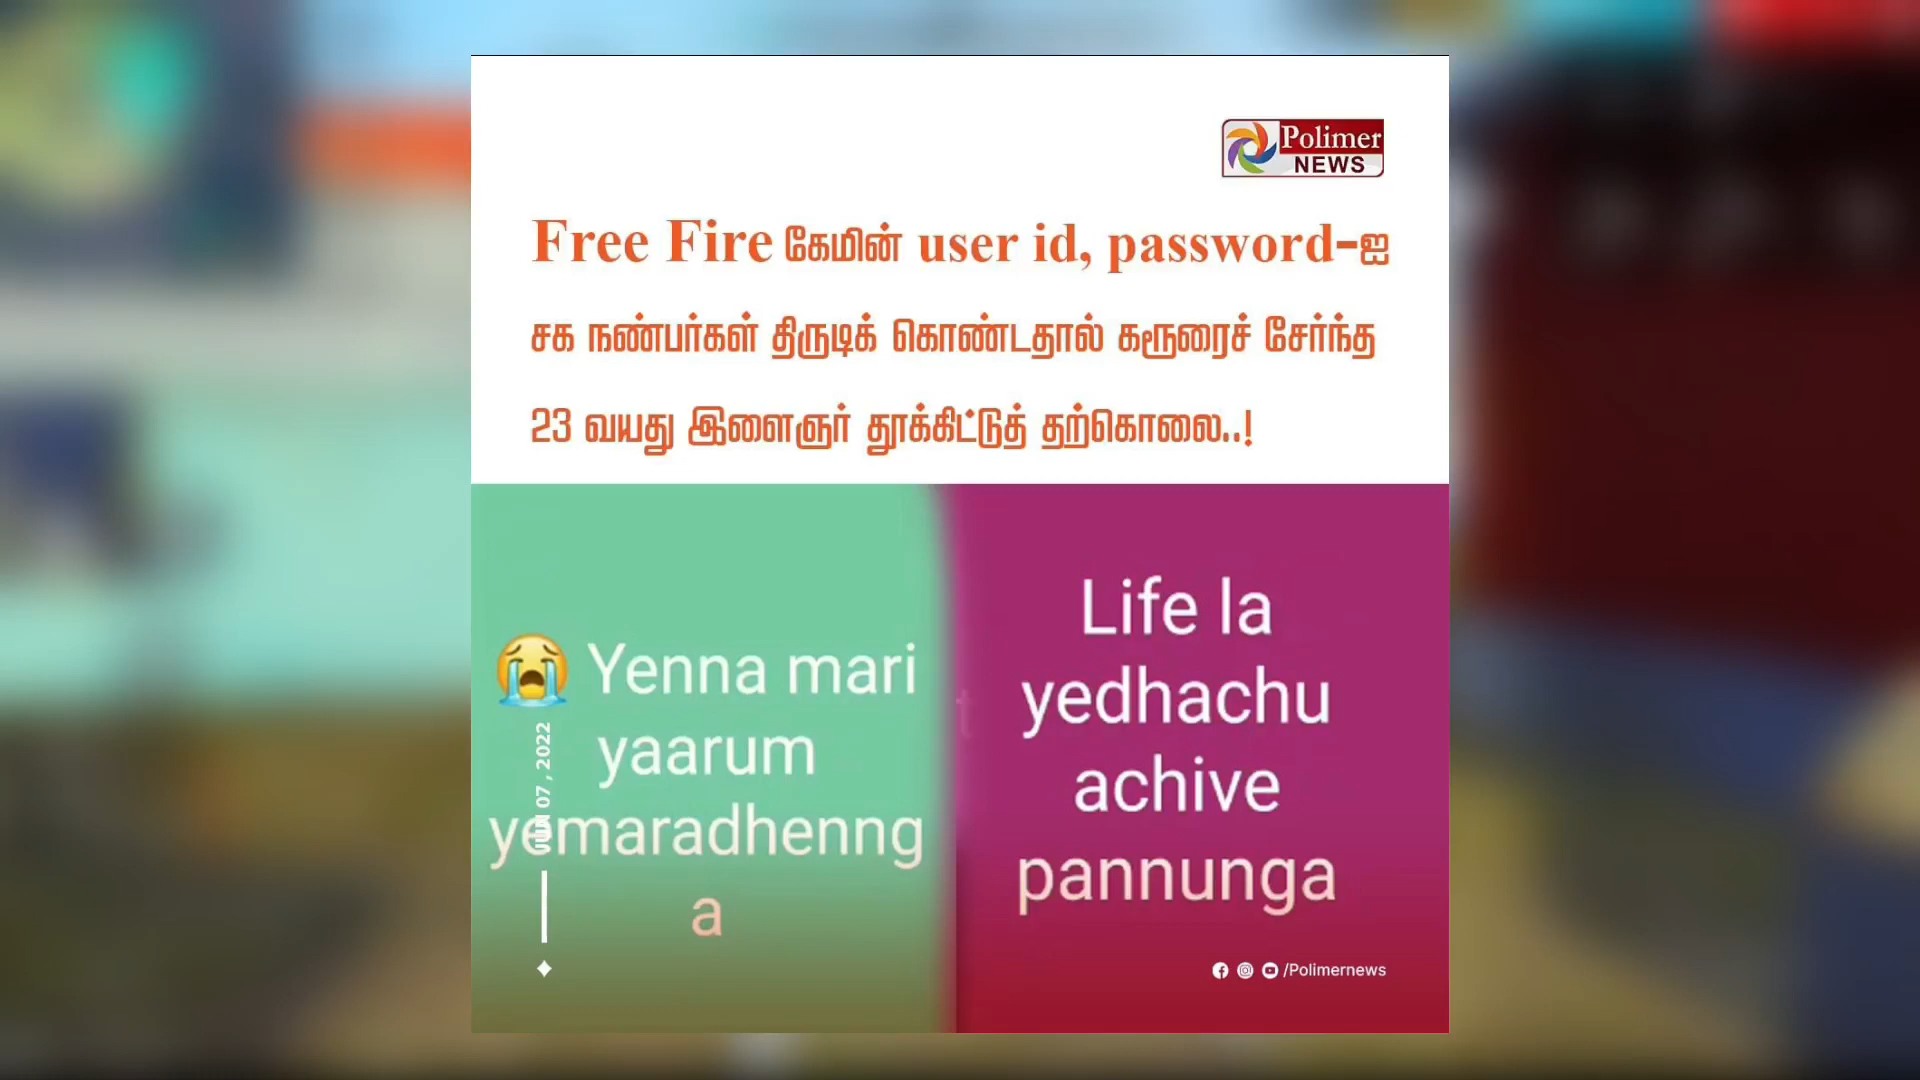 Polimer
NEWS
Free Fire கேமின் user id, password-ஐ
சக நண்பர்கள் திருடிக் கொண்டதால் கரூரைச் சேர்ந்த
23 வயது இளைஞர் தூக்கிட்டுத் தற்கொலை..!
😭 Yenna mari
yaarum
yemaradhenng
a
Life la
yedhachu
achive
pannunga
JUN 07, 2022
/Polimernews